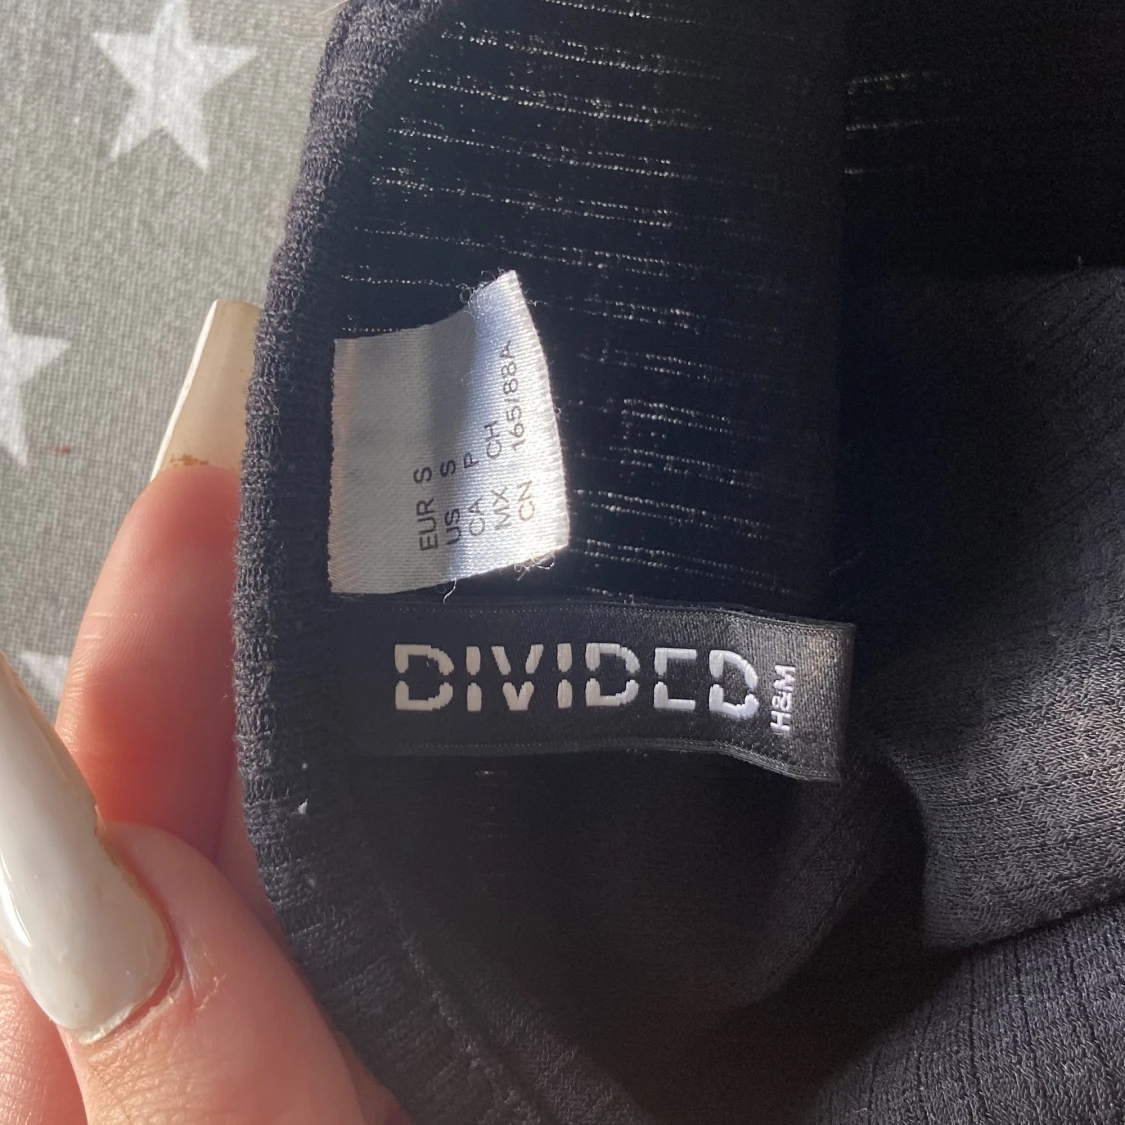 EUR S
US S
CA P
MX CH
CN 165/88A
DIVIDED
H&M